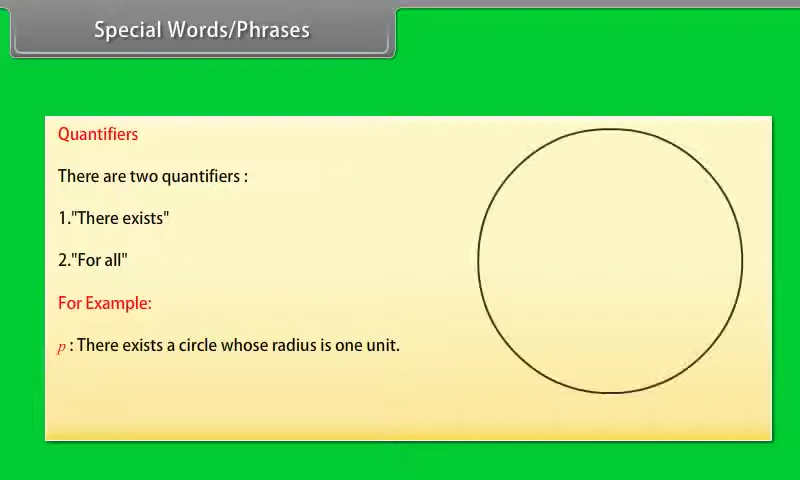 Special Words/Phrases
Quantifiers
There are two quantifiers :
1."There exists"
2."For all"
For Example:
p : There exists a circle whose radius is one unit.